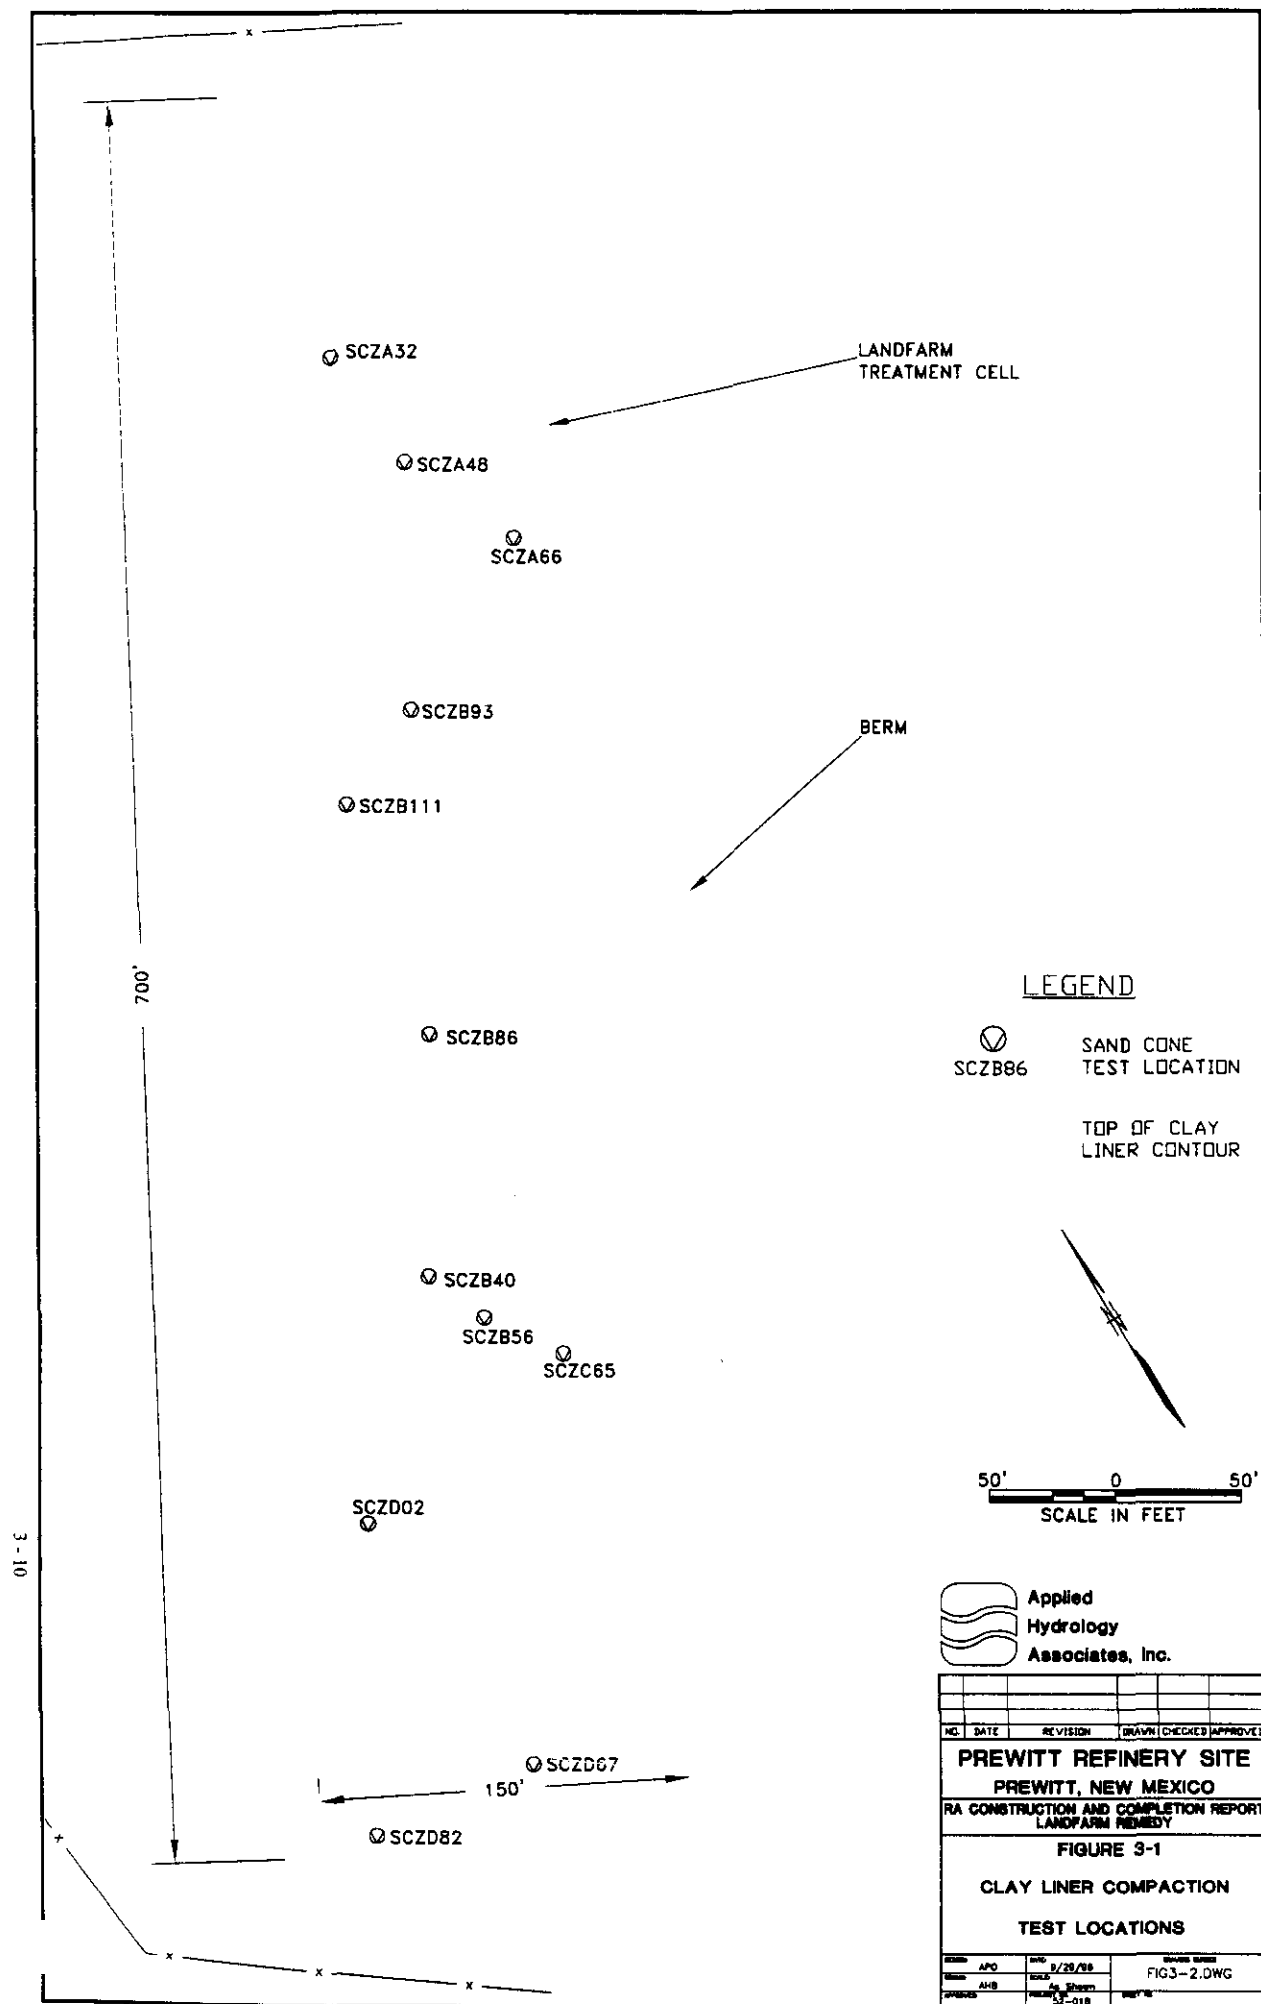 SCZA32
LANDFARM
TREATMENT CELL
SCZA48
SCZA66
SCZB93
BERM
SCZB111
700'
LEGEND
SCZB86
SCZB86
SAND CONE
TEST LOCATION
TOP OF CLAY
LINER CONTOUR
SCZB40
SCZB56
SCZC65
50' 0 50'
SCALE IN FEET
SCZD02
3-10
Applied
Hydrology
Associates, Inc.
NO. DATE REVISION DRAWN CHECKED APPROVED
PREWITT REFINERY SITE
PREWITT, NEW MEXICO
RA CONSTRUCTION AND COMPLETION REPORT
LANDFARM REMEDY
SCZD67
150'
SCZD82
FIGURE 3-1
CLAY LINER COMPACTION
TEST LOCATIONS
APO
AHB
As Shown
52-01B
FIG3-2.DWG